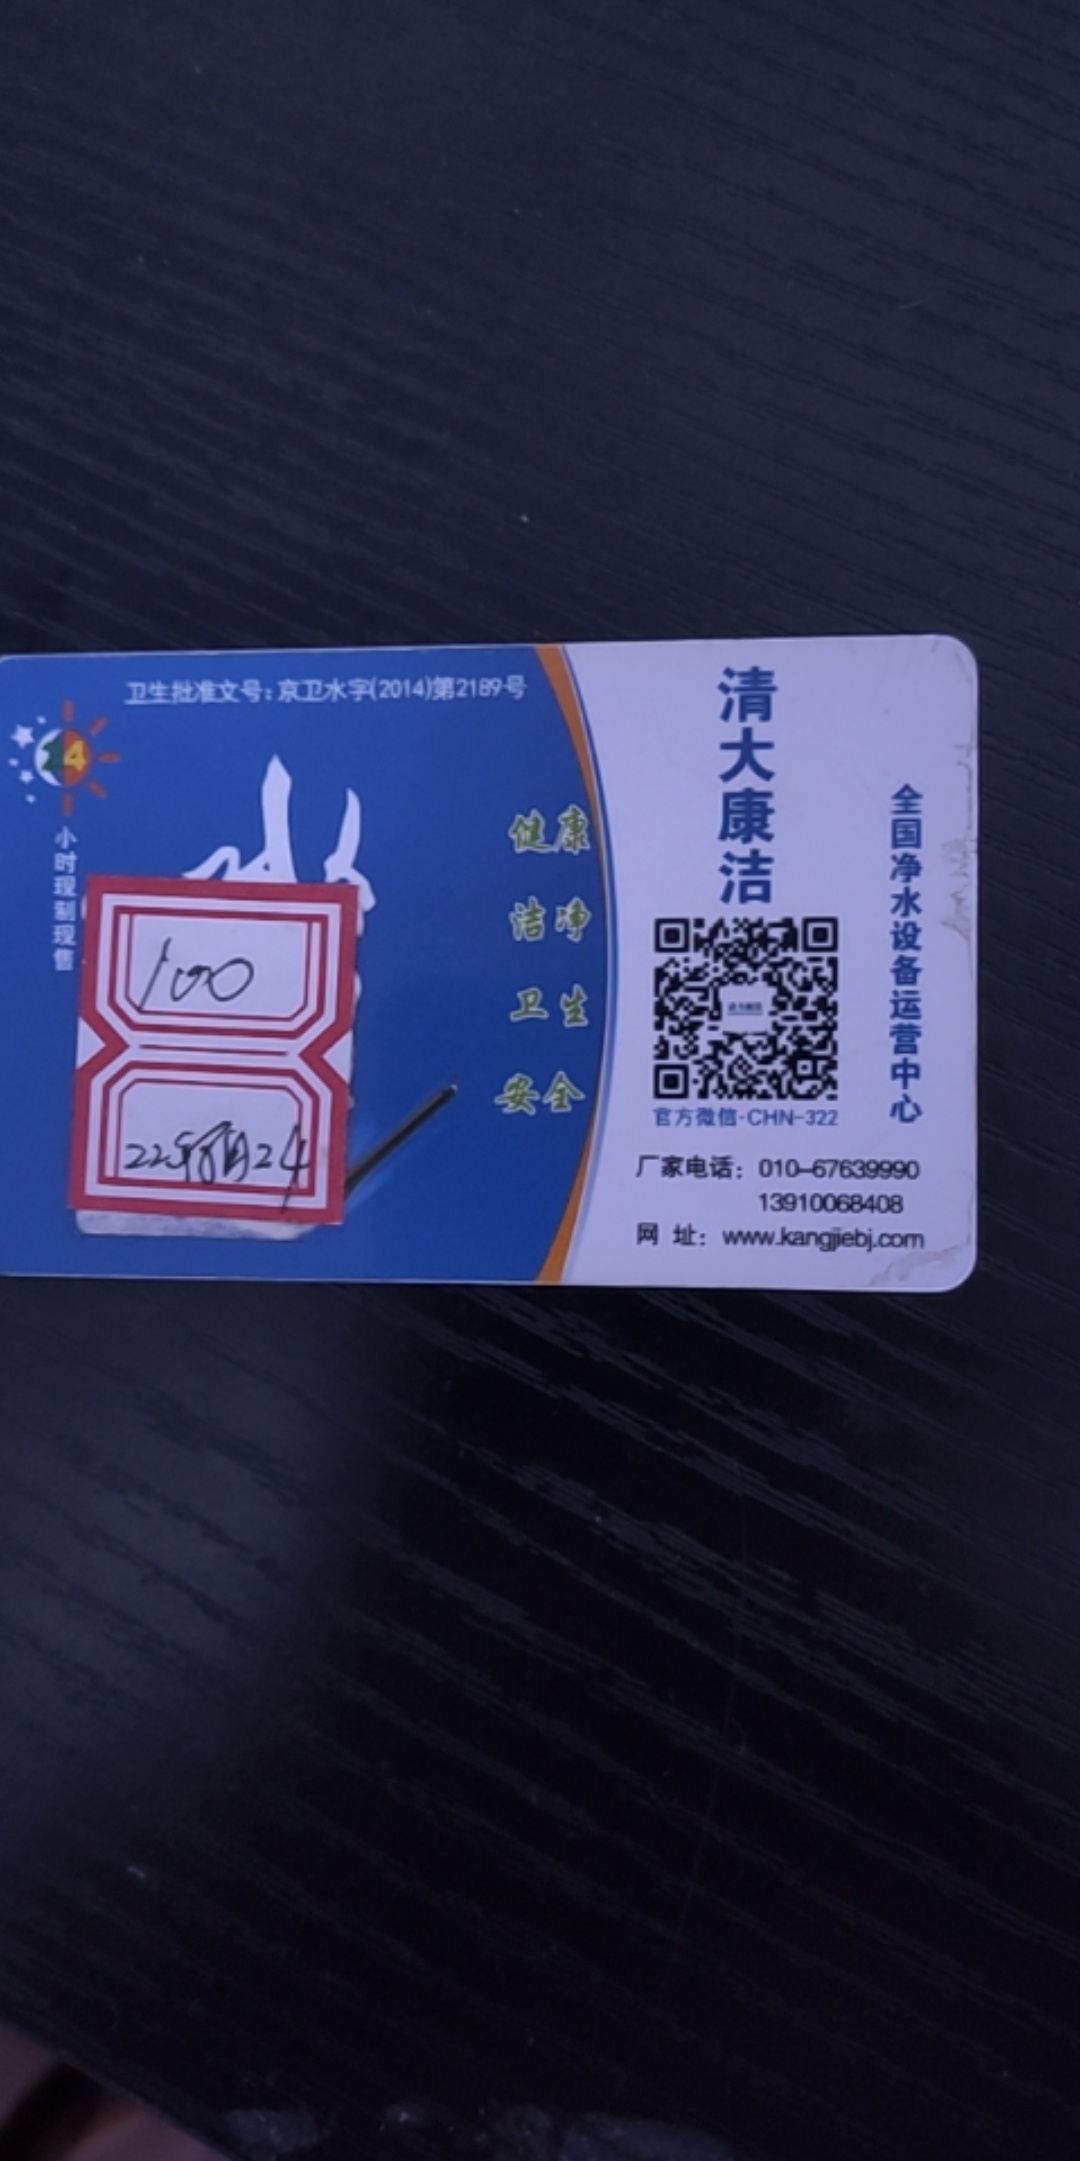 卫生批准文号：京卫水字(2014)第2189号
24
小时现制现售
100
健康
洁净
卫生
安全
清大康洁
全国净水设备运营中心
官方微信·CHN-322
厂家电话：010-67639990
13910068408
网 址：www.kangjiebj.com